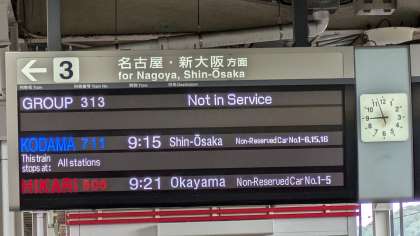 3 名古屋・新大阪 方面
for Nagoya, Shin-Osaka
GROUP 313 Not in Service
KODAMA 711 9:15 Shin-Ōsaka Non-Reserved Car No.1-6,15,16
This train stops at: All stations
HIKARI 505 9:21 Okayama Non-Reserved Car No.1-5